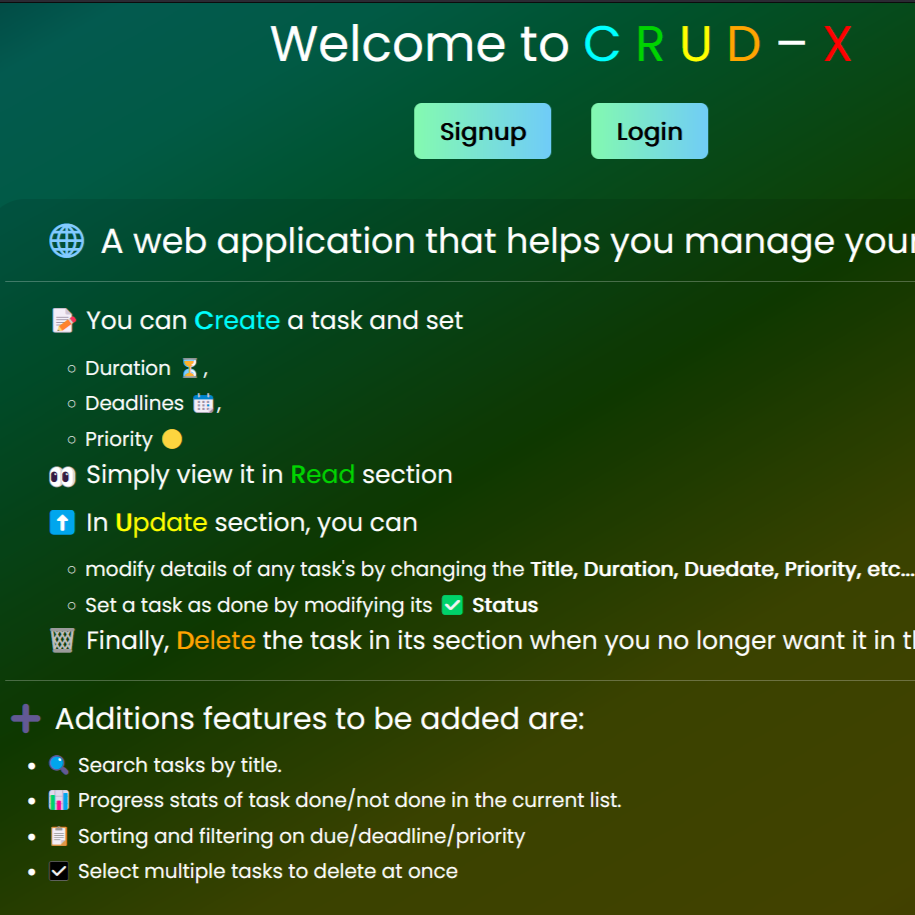 Welcome to C R U D – X
Signup Login
A web application that helps you manage your
You can Create a task and set
Duration ⏳,
Deadlines 🗓️,
Priority 🟡
Simply view it in Read section
In Update section, you can
modify details of any task's by changing the Title, Duration, Duedate, Priority, etc...
Set a task as done by modifying its ✅ Status
Finally, Delete the task in its section when you no longer want it in
Additions features to be added are:
Search tasks by title.
Progress stats of task done/not done in the current list.
Sorting and filtering on due/deadline/priority
Select multiple tasks to delete at once